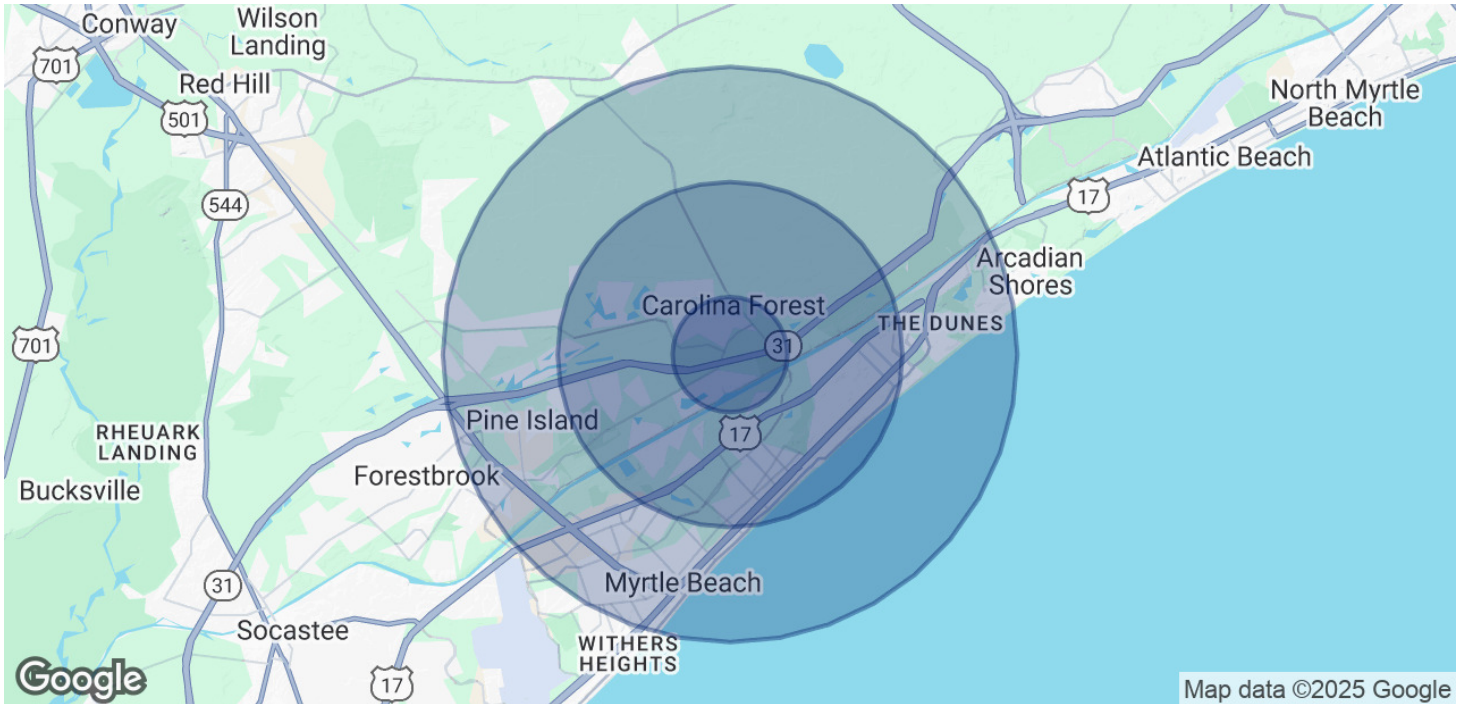 Conway
Wilson
Landing
701
Red Hill
501
North Myrtle
Beach
Atlantic Beach
544
17
Arcadian
Shores
Carolina Forest
THE DUNES
701
31
Pine Island
17
RHEUARK
LANDING
Forestbrook
Bucksville
31
Myrtle Beach
Socastee
WITHERS
HEIGHTS
17
Google
Map data ©2025 Google